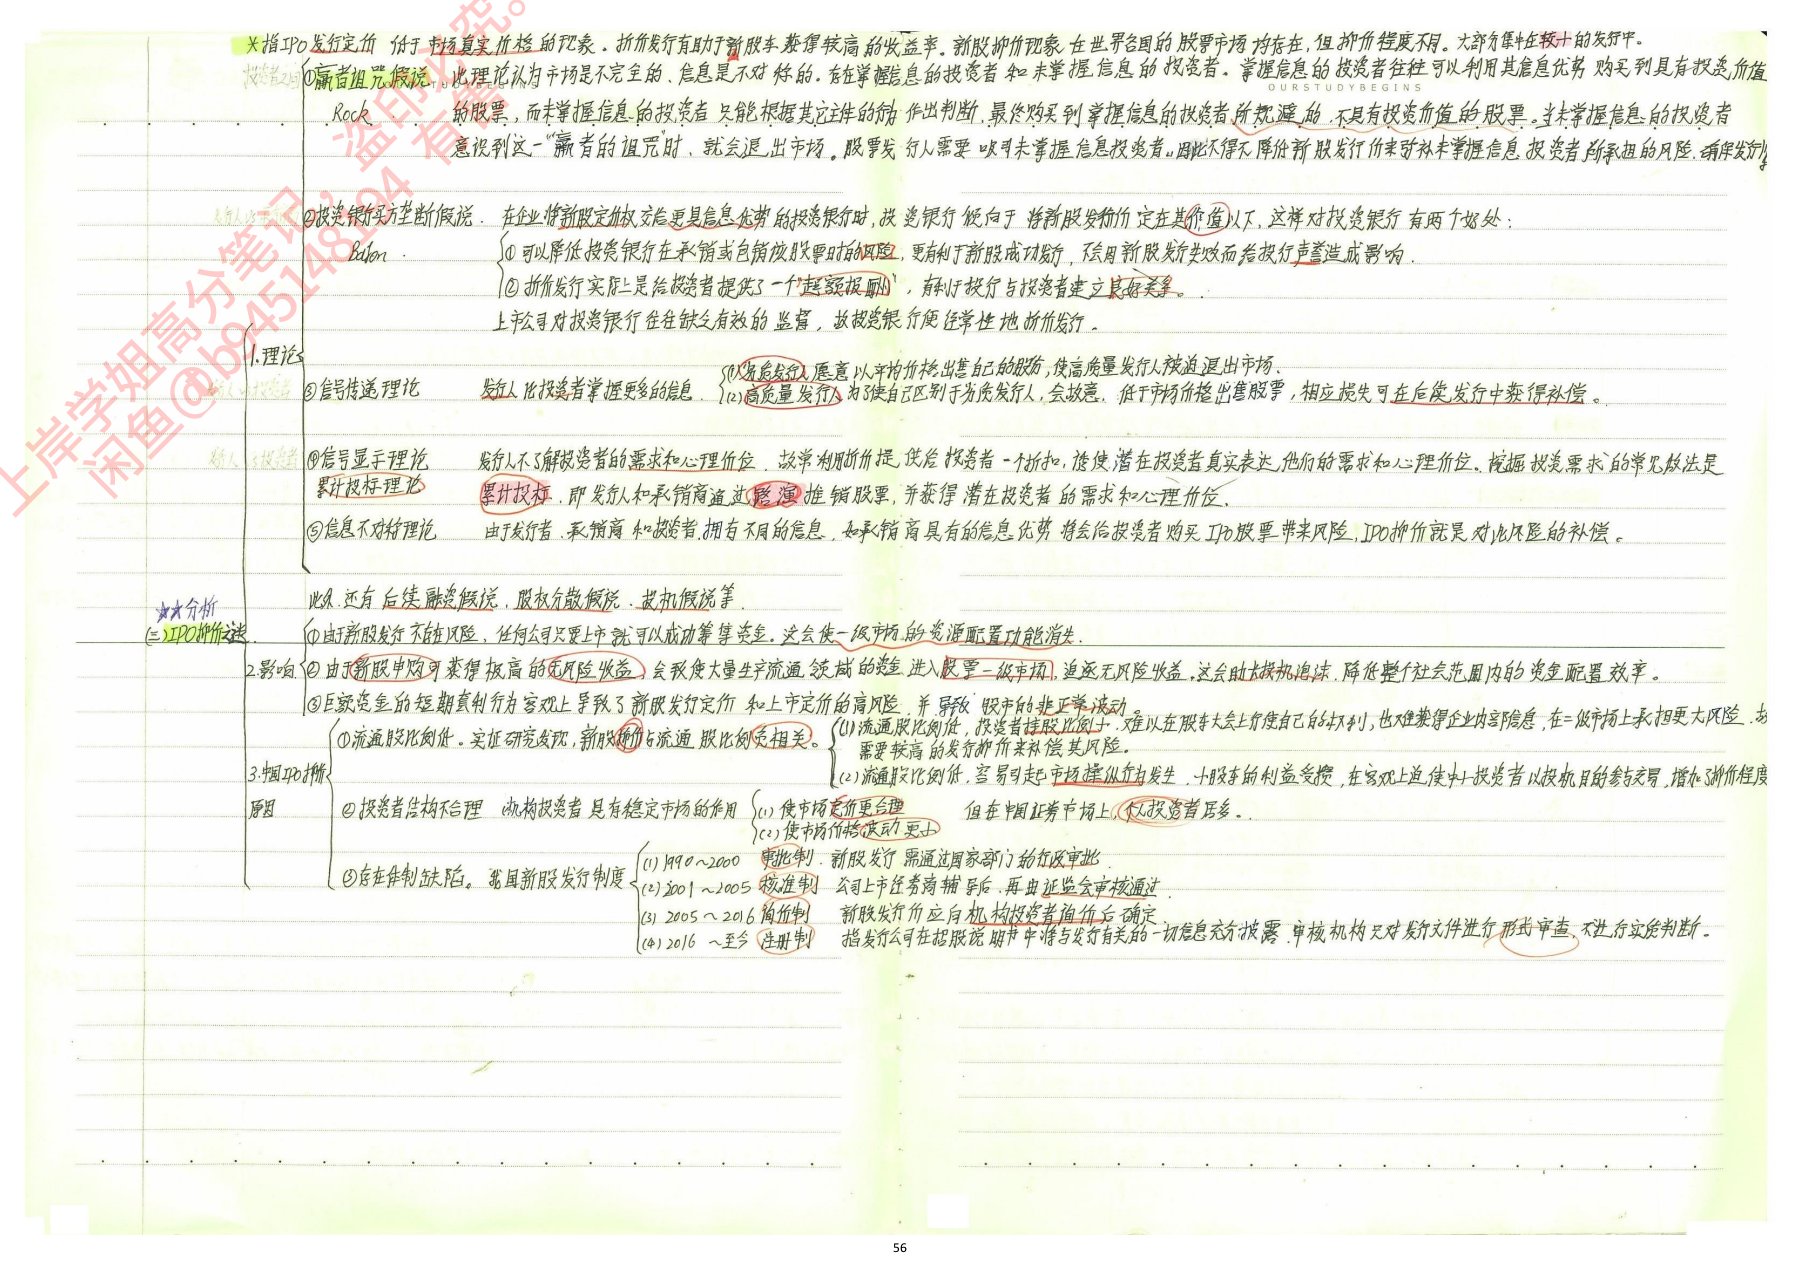 *指IPO发行定价 低于市场真实价格的现象。折价发行有助于新股东获得较高的收益率。新股抑价现象在世界各国的股票市场均存在,但抑价程度不同。大部分集中在较小的发行中。
①赢者诅咒假说 此理论认为市场是不完全的、信息是不对称的。存在掌握信息的投资者和未掌握信息的投资者。掌握信息的投资者往往可以利用其信息优势购买到具有投资价值
OURSTUDYBEGINS
Rock 的股票,而未掌握信息的投资者只能根据其它主体的行动作出判断,最终购买到掌握信息的投资者所规避的、不具有投资价值的股票。当未掌握信息的投资者
意识到这一"赢者的诅咒"时、就会退出市场。股票发行人需要吸引未掌握信息投资者。因此不得不降低新股发行价来弥补未掌握信息投资者所承担的风险.
②投资银行买方垄断假说. 在企业将新股定价权交给更具信息优势的投资银行时,投资银行倾向于将新股发行价定在其价值以下,这样对投资银行有两个好处:
Baron. ①可以降低投资银行在承销或包销该股票时的风险,更有利于新股成功发行,不会因新股发行失败而给投行声誉造成影响.
②折价发行实际上是给投资者提供了一个"超额报酬",有利于投行与投资者建立良好关系。
上市公司对投资银行往往缺乏有效的监督,故投资银行便经常性地折价发行。
1.理论
③信号传递理论 发行人比投资者掌握更多的信息. (1)劣质发行人愿意以平均价格出售自己的股份,使高质量发行人被迫退出市场.
(2)高质量发行人为了使自己区别于劣质发行人,会故意.低于市场价格出售股票,相应损失可在后续发行中获得补偿。
④信号显示理论 发行人不了解投资者的需求和心理价位.故常利用折价提供给投资者一个折扣,诱使潜在投资者真实表达他们的需求和心理价位。挖掘投资需求的常见做法是
累计投标理论 累计投标.即发行人和承销商通过路演推销股票,并获得潜在投资者的需求和心理价位.
⑤信息不对称理论 由于发行者、承销商和投资者,拥有不同的信息,如承销商具有的信息优势将会给投资者购买IPO股票带来风险,IPO抑价就是对此风险的补偿。
此外.还有后续融资假说、股权分散假说、投机假说等.
☆☆分析
(三)IPO抑价之谜.
2.影响
①由于新股发行不存在风险、任何公司只要上市就可以成功筹集资金。这会使一级市场的资源配置功能消失.
②由于新股申购可获得极高的无风险收益,会致使大量生产流通领域的资金进入股票一级市场,追逐无风险收益。这会助长投机泡沫.降低整个社会范围内的资金配置效率。
③巨额资金的短期套利行为客观上导致了新股发行定价和上市定价的高风险,并导致股市的非正常波动.
3.中国IPO抑价原因
①流通股比例低。实证研究发现,新股抑价与流通股比例负相关。 (1)流通股比例低,投资者持股比例小,难以在股东大会上行使自己的权利,也难获得企业内部信息,在二级市场上承担更大风险.故
需要较高的发行抑价来补偿其风险。
(2)流通股比例低.容易引起市场操纵行为发生.小股东的利益受损,在客观上迫使中小投资者以投机目的参与交易,增加了抑价程度
②投资者结构不合理 机构投资者具有稳定市场的作用 (1)使市场定价更合理 但在中国证券市场上,个人投资者居多。
(2)使市场价格波动更小
③存在体制缺陷。我国新股发行制度 (1)1990~2000 审批制.新股发行需通过国家部门的行政审批.
(2)2001~2005 核准制 公司上市经券商辅导后.再由证监会审核通过.
(3)2005~2016 询价制 新股发行价应向机构投资者询价后确定
(4)2016 ~至今 注册制 指发行公司在招股说明书中将与发行有关的一切信息充分披露.审核机构只对发行文件进行形式审查,不进行实质判断。
上岸学姐高分笔记,盗印必究。
闲鱼@b945148194 有售
56